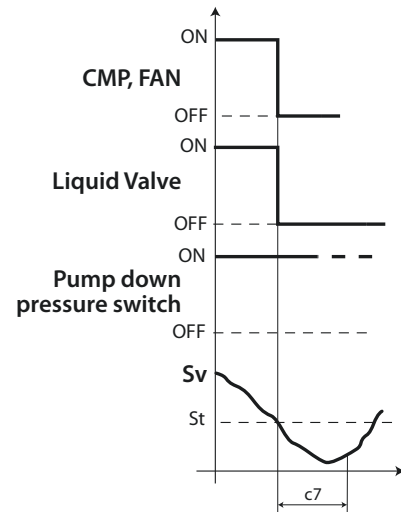 ON
CMP, FAN
OFF
ON
Liquid Valve
OFF
ON
Pump down
pressure switch
OFF
Sv
St
c7